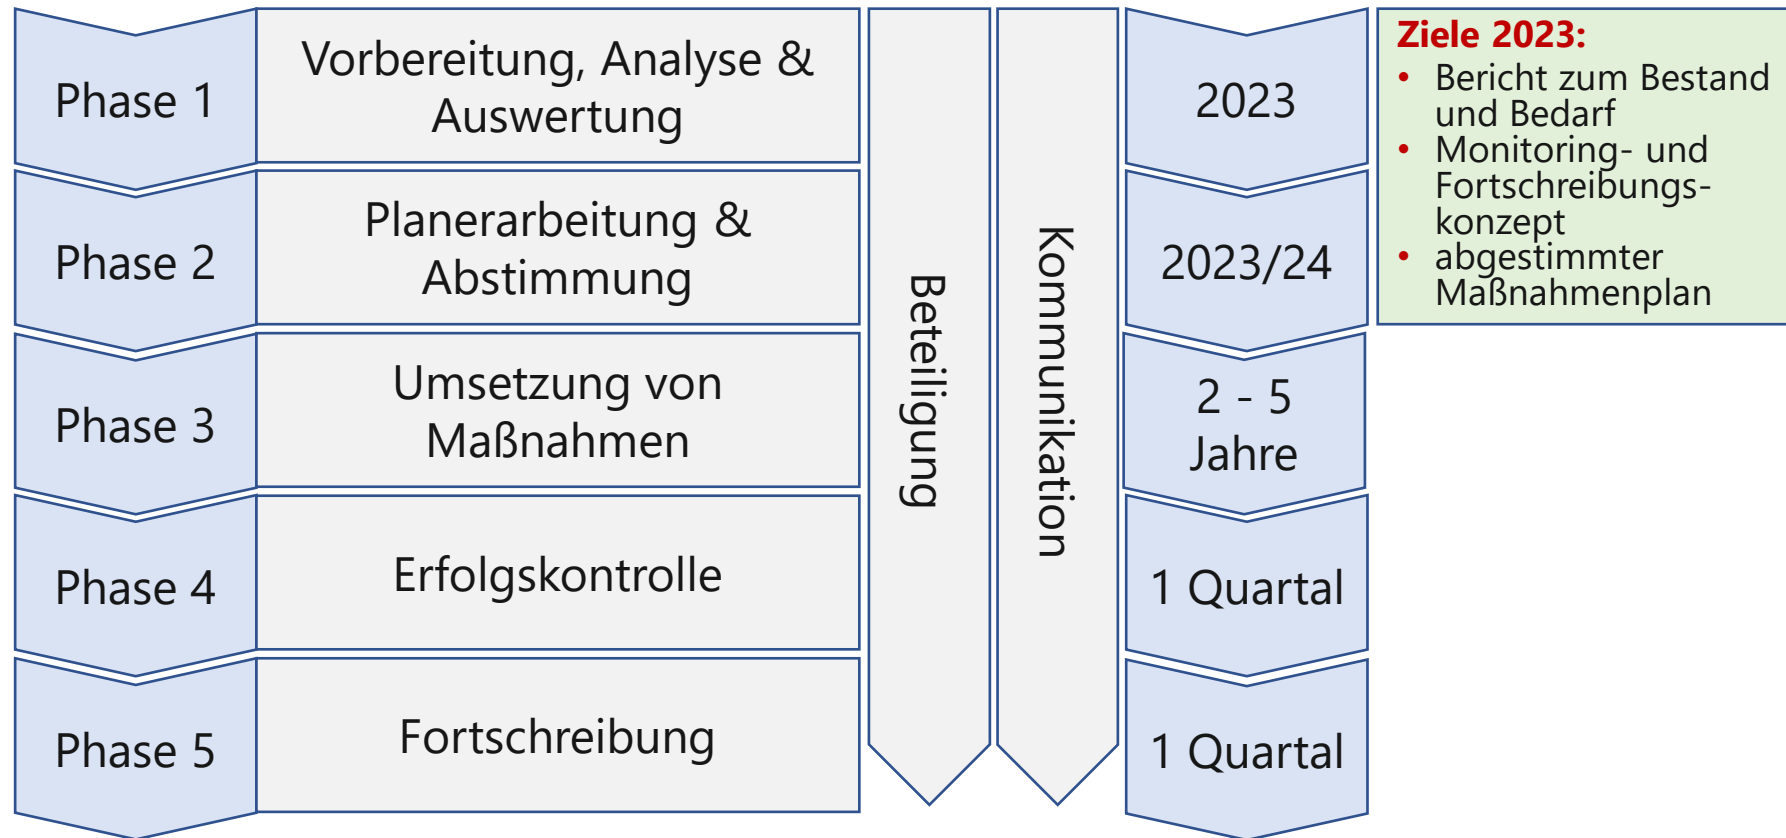 Phase 1
Vorbereitung, Analyse &
Auswertung
2023
Phase 2
Planerarbeitung &
Abstimmung
2023/24
Phase 3
Umsetzung von
Maßnahmen
2 - 5
Jahre
Phase 4
Erfolgskontrolle
1 Quartal
Phase 5
Fortschreibung
1 Quartal
Beteiligung
Kommunikation
Ziele 2023:
• Bericht zum Bestand
und Bedarf
• Monitoring- und
Fortschreibungs-
konzept
• abgestimmter
Maßnahmenplan